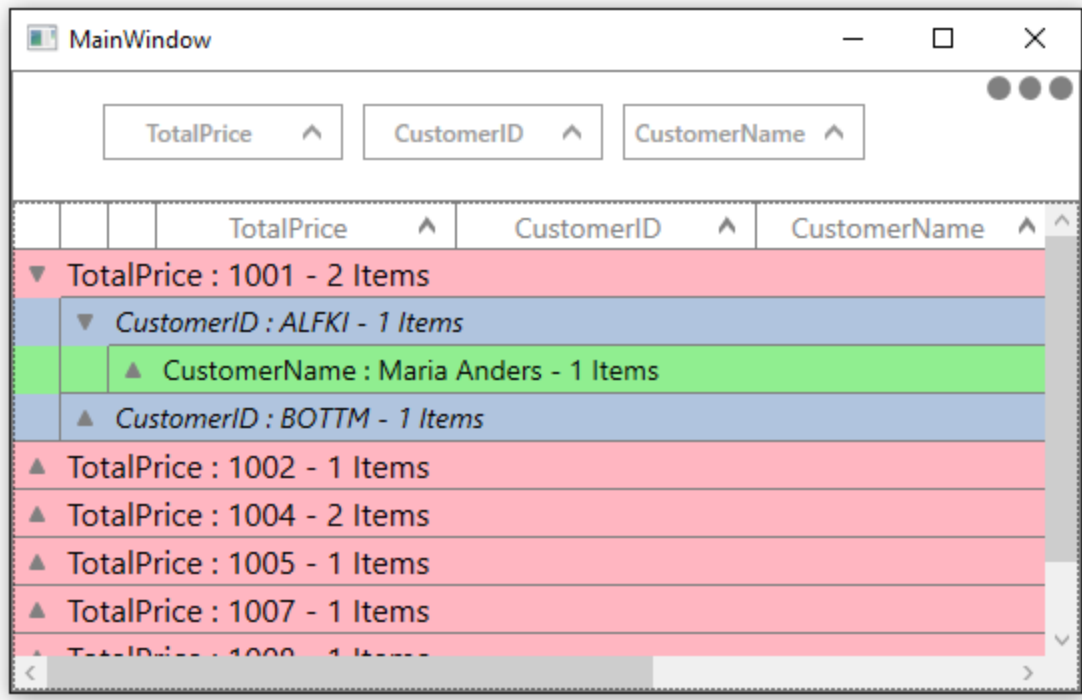 MainWindow
TotalPrice CustomerID CustomerName
TotalPrice CustomerID CustomerName
TotalPrice : 1001 - 2 Items
CustomerID : ALFKI - 1 Items
CustomerName : Maria Anders - 1 Items
CustomerID : BOTTM - 1 Items
TotalPrice : 1002 - 1 Items
TotalPrice : 1004 - 2 Items
TotalPrice : 1005 - 1 Items
TotalPrice : 1007 - 1 Items